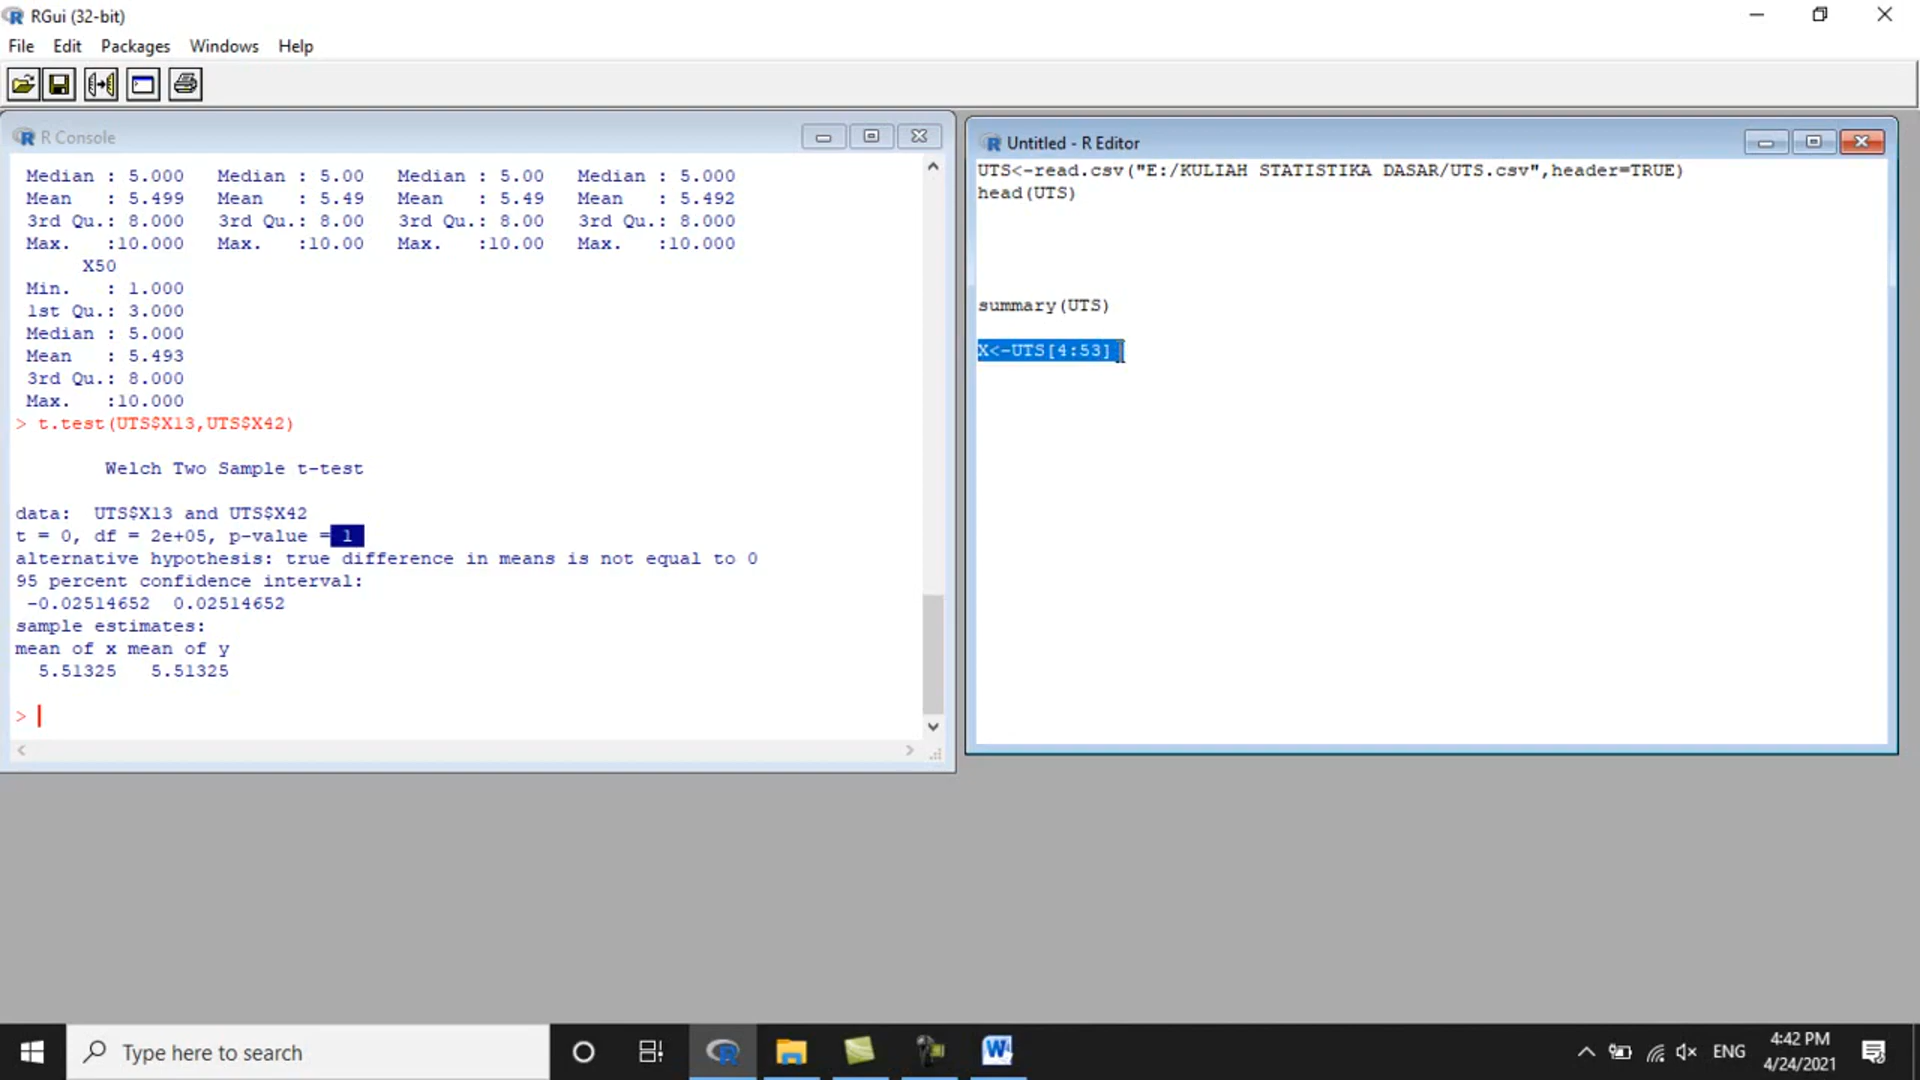 RGui (32-bit)
File Edit Packages Windows Help
R Console
Median : 5.000 Median : 5.00 Median : 5.00 Median : 5.000
Mean : 5.499 Mean : 5.49 Mean : 5.49 Mean : 5.492
3rd Qu.: 8.000 3rd Qu.: 8.00 3rd Qu.: 8.00 3rd Qu.: 8.000
Max. :10.000 Max. :10.00 Max. :10.00 Max. :10.000
X50
Min. : 1.000
1st Qu.: 3.000
Median : 5.000
Mean : 5.493
3rd Qu.: 8.000
Max. :10.000
> t.test(UTS$X13,UTS$X42)
Welch Two Sample t-test
data: UTS$X13 and UTS$X42
t = 0, df = 2e+05, p-value = 1
alternative hypothesis: true difference in means is not equal to 0
95 percent confidence interval:
-0.02514652 0.02514652
sample estimates:
mean of x mean of y
5.51325 5.51325
>
Untitled - R Editor
UTS<-read.csv("E:/KULIAH STATISTIKA DASAR/UTS.csv",header=TRUE)
head(UTS)
summary(UTS)
X<-UTS[4:53]
Type here to search
ENG
4:42 PM
4/24/2021